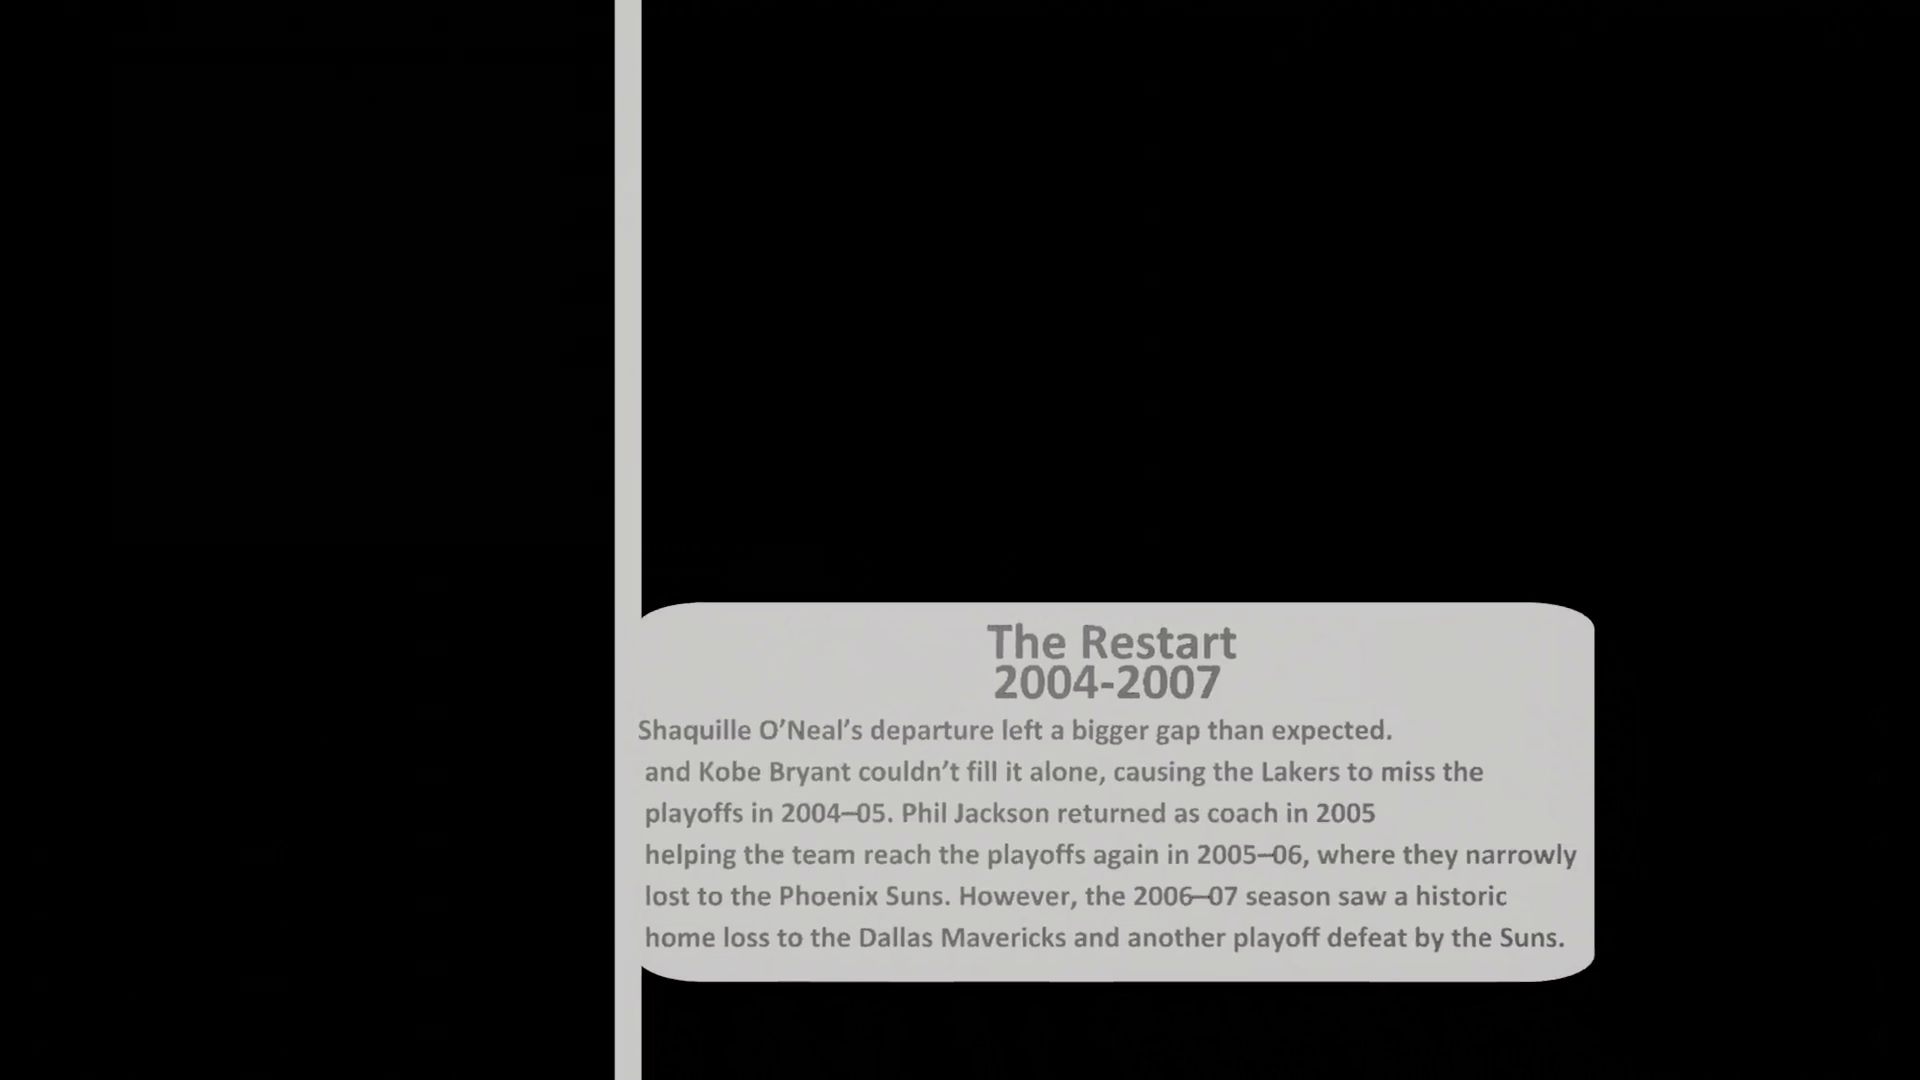 The Restart
2004-2007
Shaquille O’Neal’s departure left a bigger gap than expected.
and Kobe Bryant couldn’t fill it alone, causing the Lakers to miss the
playoffs in 2004–05. Phil Jackson returned as coach in 2005
helping the team reach the playoffs again in 2005–06, where they narrowly
lost to the Phoenix Suns. However, the 2006–07 season saw a historic
home loss to the Dallas Mavericks and another playoff defeat by the Suns.